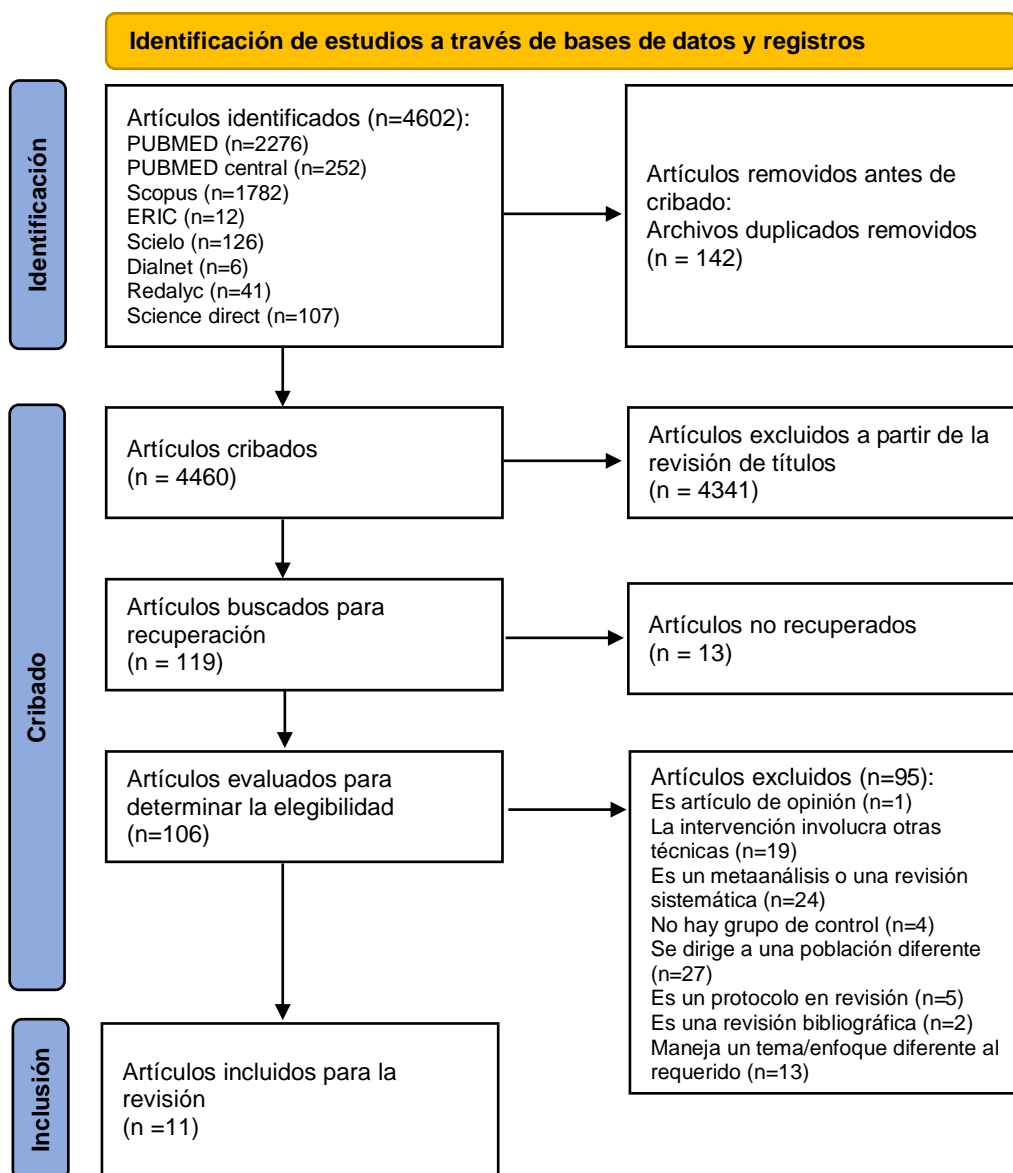 Identificación de estudios a través de bases de datos y registros
Identificación
Artículos identificados (n=4602):
PUBMED (n=2276)
PUBMED central (n=252)
Scopus (n=1782)
ERIC (n=12)
Scielo (n=126)
Dialnet (n=6)
Redalyc (n=41)
Science direct (n=107)
Artículos removidos antes de
cribado:
Archivos duplicados removidos
(n = 142)
Cribado
Artículos cribados
(n = 4460)
Artículos excluidos a partir de la
revisión de títulos
(n = 4341)
Artículos buscados para
recuperación
(n = 119)
Artículos no recuperados
(n = 13)
Artículos evaluados para
determinar la elegibilidad
(n=106)
Artículos excluidos (n=95):
Es artículo de opinión (n=1)
La intervención involucra otras
técnicas (n=19)
Es un metaanálisis o una revisión
sistemática (n=24)
No hay grupo de control (n=4)
Se dirige a una población diferente
(n=27)
Es un protocolo en revisión (n=5)
Es una revisión bibliográfica (n=2)
Maneja un tema/enfoque diferente al
requerido (n=13)
Inclusión
Artículos incluidos para la
revisión
(n =11)